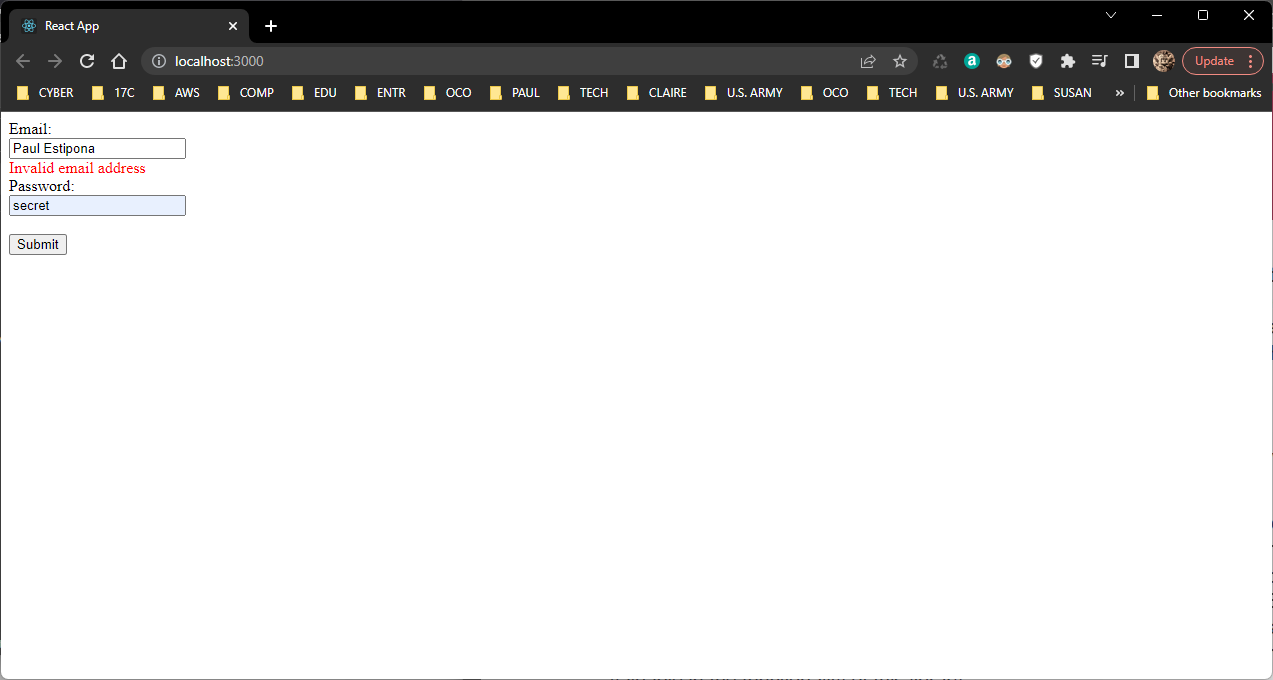 React App
localhost:3000
Update
CYBER 17C AWS COMP EDU ENTR OCO PAUL TECH CLAIRE U.S. ARMY OCO TECH U.S. ARMY SUSAN » Other bookmarks
Email:
Paul Estipona
Invalid email address
Password:
secret
Submit